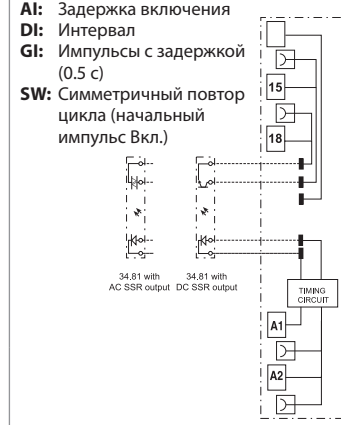 AI: Задержка включения
DI: Интервал
GI: Импульсы с задержкой
(0.5 с)
SW: Симметричный повтор
цикла (начальный
импульс Вкл.)
15
18
34.81 with
AC SSR output
34.81 with
DC SSR output
TIMING
CIRCUIT
A1
A2